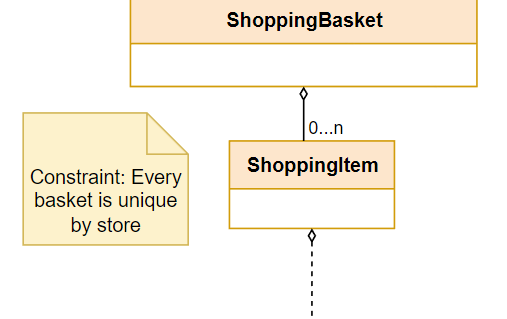 ShoppingBasket
0...n
ShoppingItem
Constraint: Every
basket is unique
by store